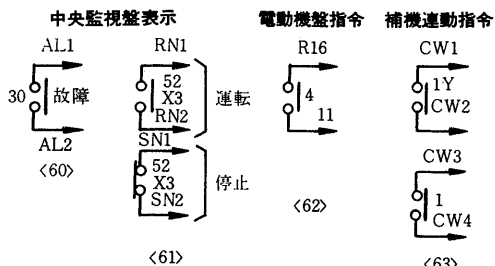 中央監視盤表示 電動機盤指令 補機連動指令
AL1 RN1 R16 CW1
30 故障 52 X3 運転 4 1Y
AL2 RN2 11 CW2
SN1 CW3
<60> 52 X3 停止 <62> 1
SN2 CW4
<61> <63>